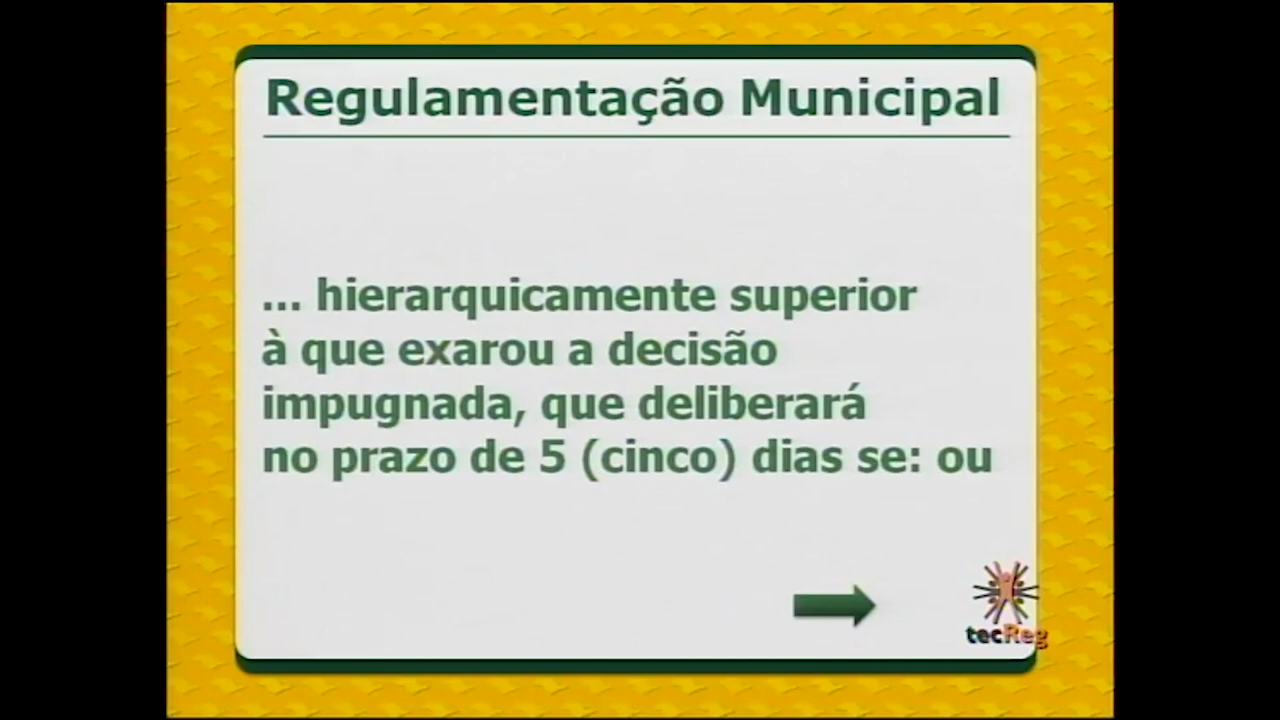 Regulamentação Municipal
... hierarquicamente superior
à que exarou a decisão
impugnada, que deliberará
no prazo de 5 (cinco) dias se: ou
tecReg